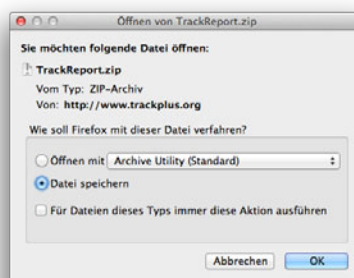 Öffnen von TrackReport.zip
Sie möchten folgende Datei öffnen:
TrackReport.zip
Vom Typ: ZIP-Archiv
Von: http://www.trackplus.org
Wie soll Firefox mit dieser Datei verfahren?
Öffnen mit Archive Utility (Standard)
Datei speichern
Für Dateien dieses Typs immer diese Aktion ausführen
Abbrechen OK